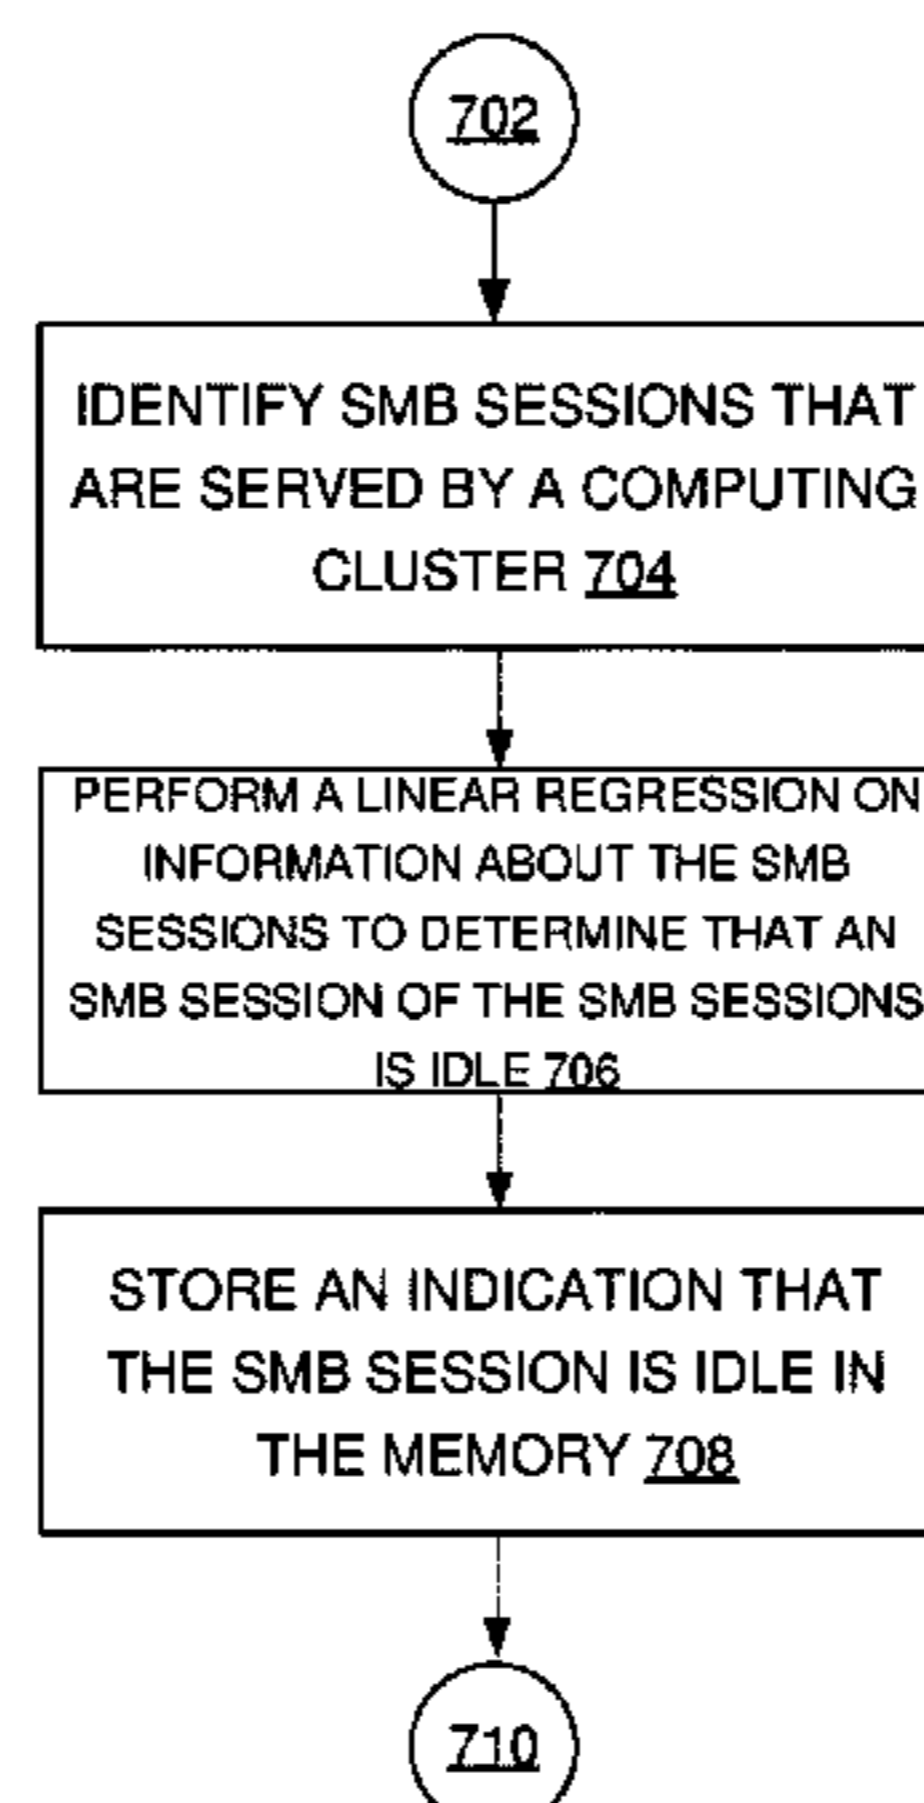 702
IDENTIFY SMB SESSIONS THAT
ARE SERVED BY A COMPUTING
CLUSTER 704
PERFORM A LINEAR REGRESSION ON
INFORMATION ABOUT THE SMB
SESSIONS TO DETERMINE THAT AN
SMB SESSION OF THE SMB SESSIONS
IS IDLE 706
STORE AN INDICATION THAT
THE SMB SESSION IS IDLE IN
THE MEMORY 708
710